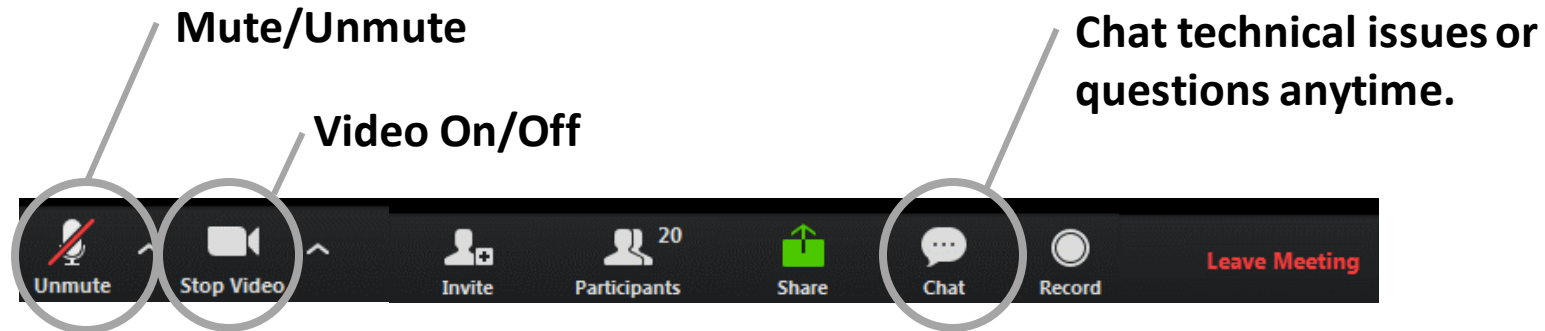 Mute/Unmute
Chat technical issues or
questions anytime.
Video On/Off
20
Unmute
Stop Video
Invite
Participants
Share
Chat
Record
Leave Meeting